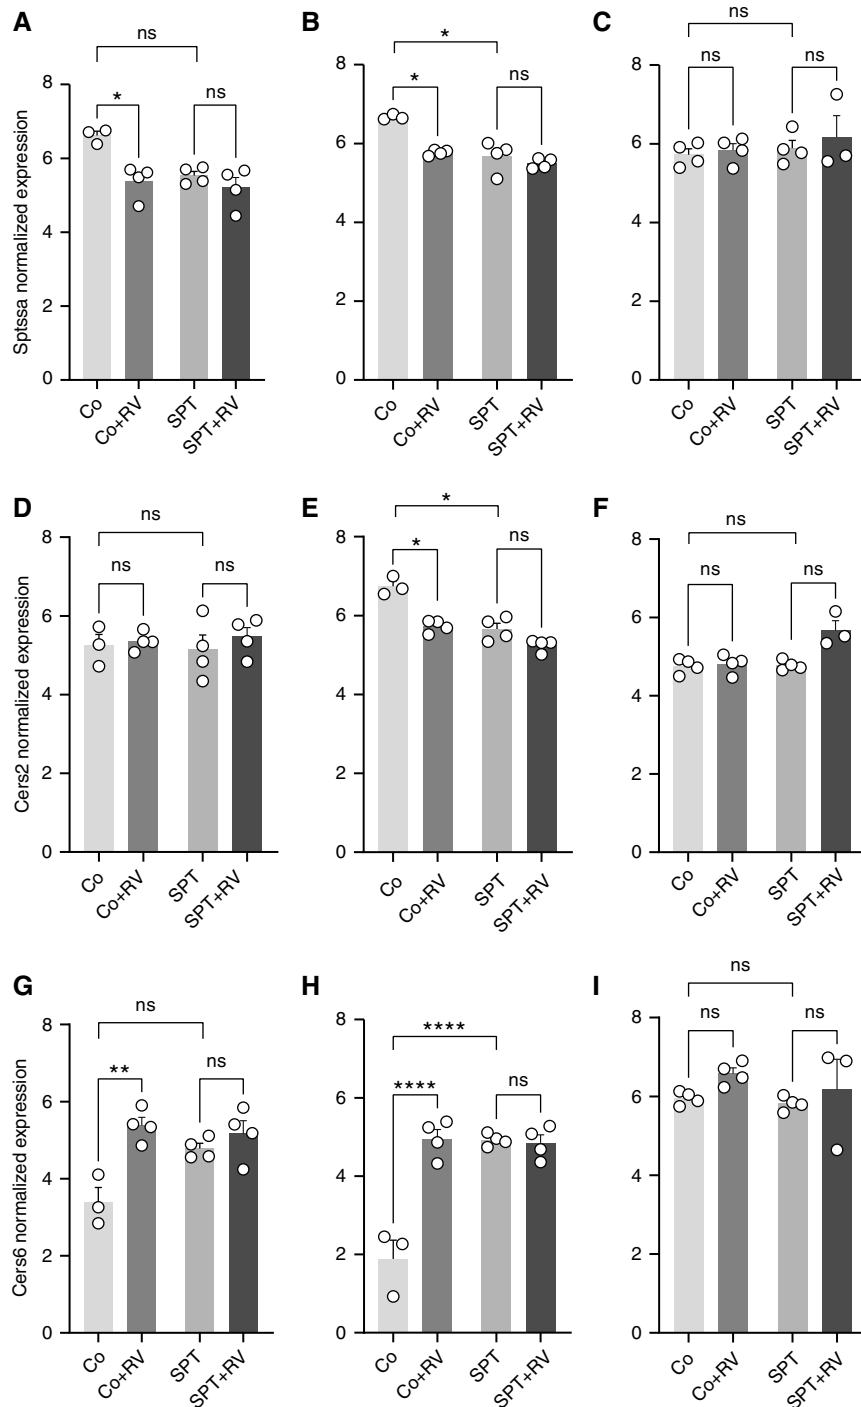 A
B
C
ns
*
ns
Sptssa normalized expression
8
6
4
2
0
Co
Co+RV
SPT
SPT+RV
*
*
ns
8
6
4
2
0
Co
Co+RV
SPT
SPT+RV
ns
ns
ns
8
6
4
2
0
Co
Co+RV
SPT
SPT+RV
D
E
F
ns
ns
ns
Cers2 normalized expression
8
6
4
2
0
Co
Co+RV
SPT
SPT+RV
*
*
ns
8
6
4
2
0
Co
Co+RV
SPT
SPT+RV
ns
ns
ns
8
6
4
2
0
Co
Co+RV
SPT
SPT+RV
G
H
I
ns
**
ns
Cers6 normalized expression
8
6
4
2
0
Co
Co+RV
SPT
SPT+RV
****
****
ns
8
6
4
2
0
Co
Co+RV
SPT
SPT+RV
ns
ns
ns
8
6
4
2
0
Co
Co+RV
SPT
SPT+RV